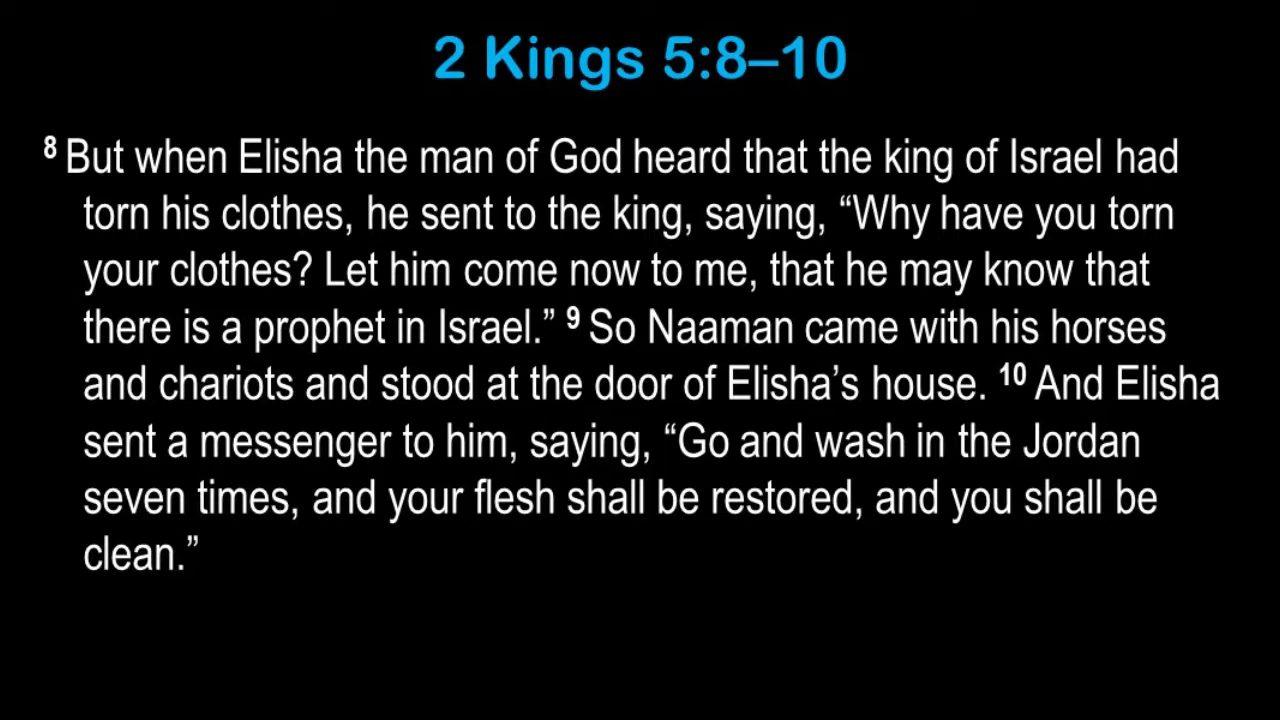 2 Kings 5:8–10
8 But when Elisha the man of God heard that the king of Israel had
torn his clothes, he sent to the king, saying, “Why have you torn
your clothes? Let him come now to me, that he may know that
there is a prophet in Israel.” 9 So Naaman came with his horses
and chariots and stood at the door of Elisha’s house. 10 And Elisha
sent a messenger to him, saying, “Go and wash in the Jordan
seven times, and your flesh shall be restored, and you shall be
clean.”